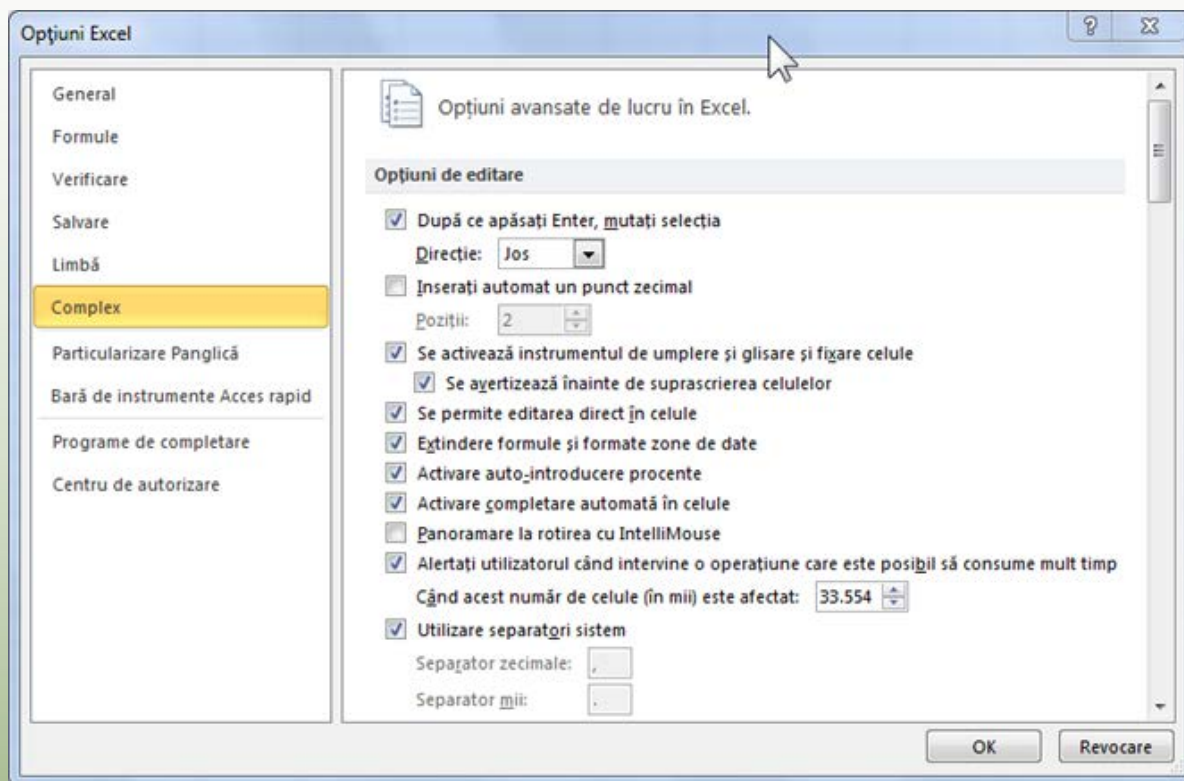 Opțiuni Excel
General
Formule
Verificare
Salvare
Limbă
Complex
Particularizare Panglică
Bară de instrumente Acces rapid
Programe de completare
Centru de autorizare
Opțiuni avansate de lucru în Excel.
Opțiuni de editare
După ce apăsați Enter, mutați selecția
Direcție: Jos
Inserați automat un punct zecimal
Poziții: 2
Se activează instrumentul de umplere și glisare și fixare celule
Se avertizează înainte de suprascrierea celulelor
Se permite editarea direct în celule
Extindere formule și formate zone de date
Activare auto-introducere procente
Activare completare automată în celule
Panoramare la rotirea cu IntelliMouse
Alertați utilizatorul când intervine o operațiune care este posibil să consume mult timp
Când acest număr de celule (în mii) este afectat: 33.554
Utilizare separatori sistem
Separator zecimale: ,
Separator mii: .
OK
Revocare